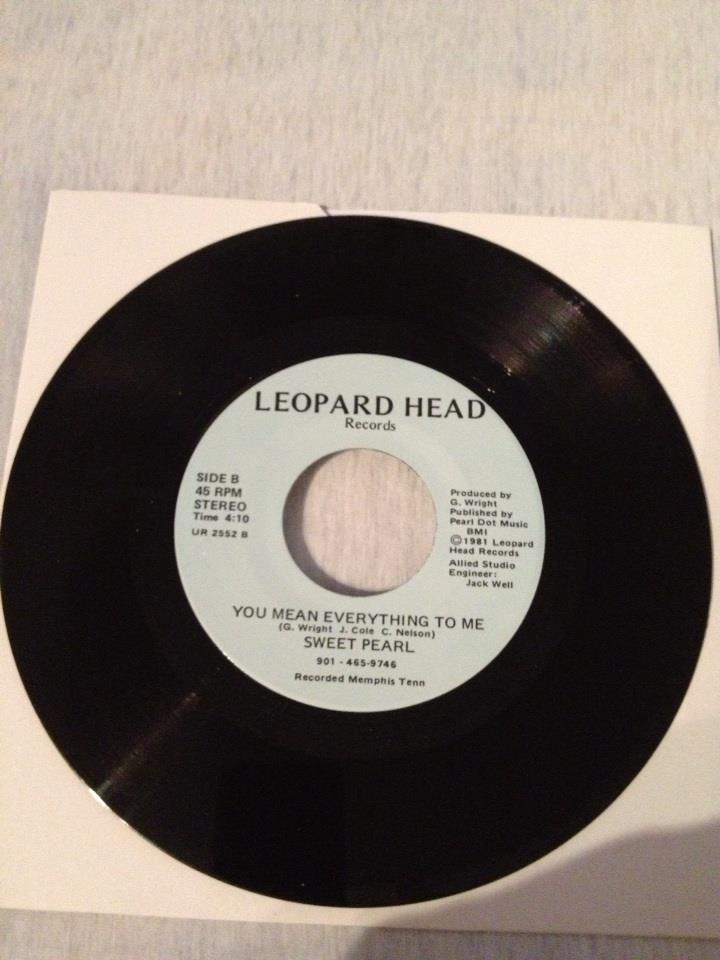 LEOPARD HEAD
Records
SIDE B
45 RPM
STEREO
Time 4:10
UR 2552 B
Produced by
G. Wright
Published by
Pearl Dot Music
BMI
©1981 Leopard
Head Records
Allied Studio
Engineer:
Jack Well
YOU MEAN EVERYTHING TO ME
(G. Wright J. Cole C. Nelson)
SWEET PEARL
901 - 465-9746
Recorded Memphis Tenn